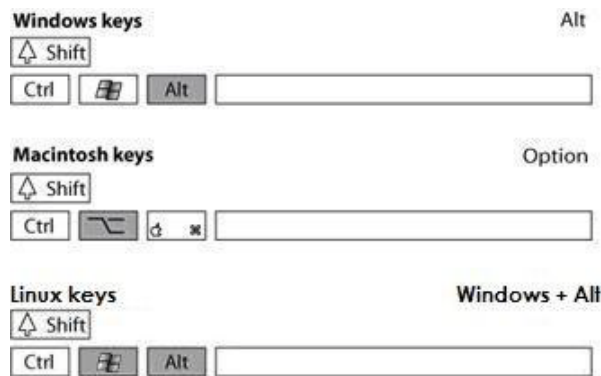 Windows keys Alt
Shift
Ctrl Alt
Macintosh keys Option
Shift
Ctrl ⌥ ⌘
Linux keys Windows + Alt
Shift
Ctrl Alt